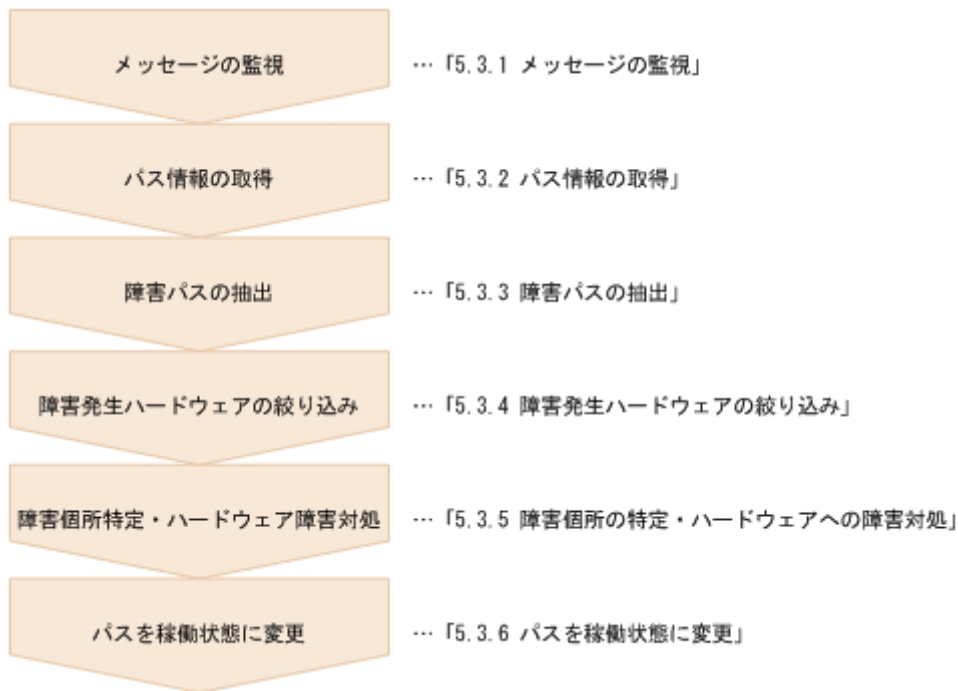 メッセージの監視 … 「5.3.1 メッセージの監視」
パス情報の取得 … 「5.3.2 パス情報の取得」
障害パスの抽出 … 「5.3.3 障害パスの抽出」
障害発生ハードウェアの絞り込み … 「5.3.4 障害発生ハードウェアの絞り込み」
障害個所特定・ハードウェア障害対処 … 「5.3.5 障害個所の特定・ハードウェアへの障害対処」
パスを稼働状態に変更 … 「5.3.6 パスを稼働状態に変更」